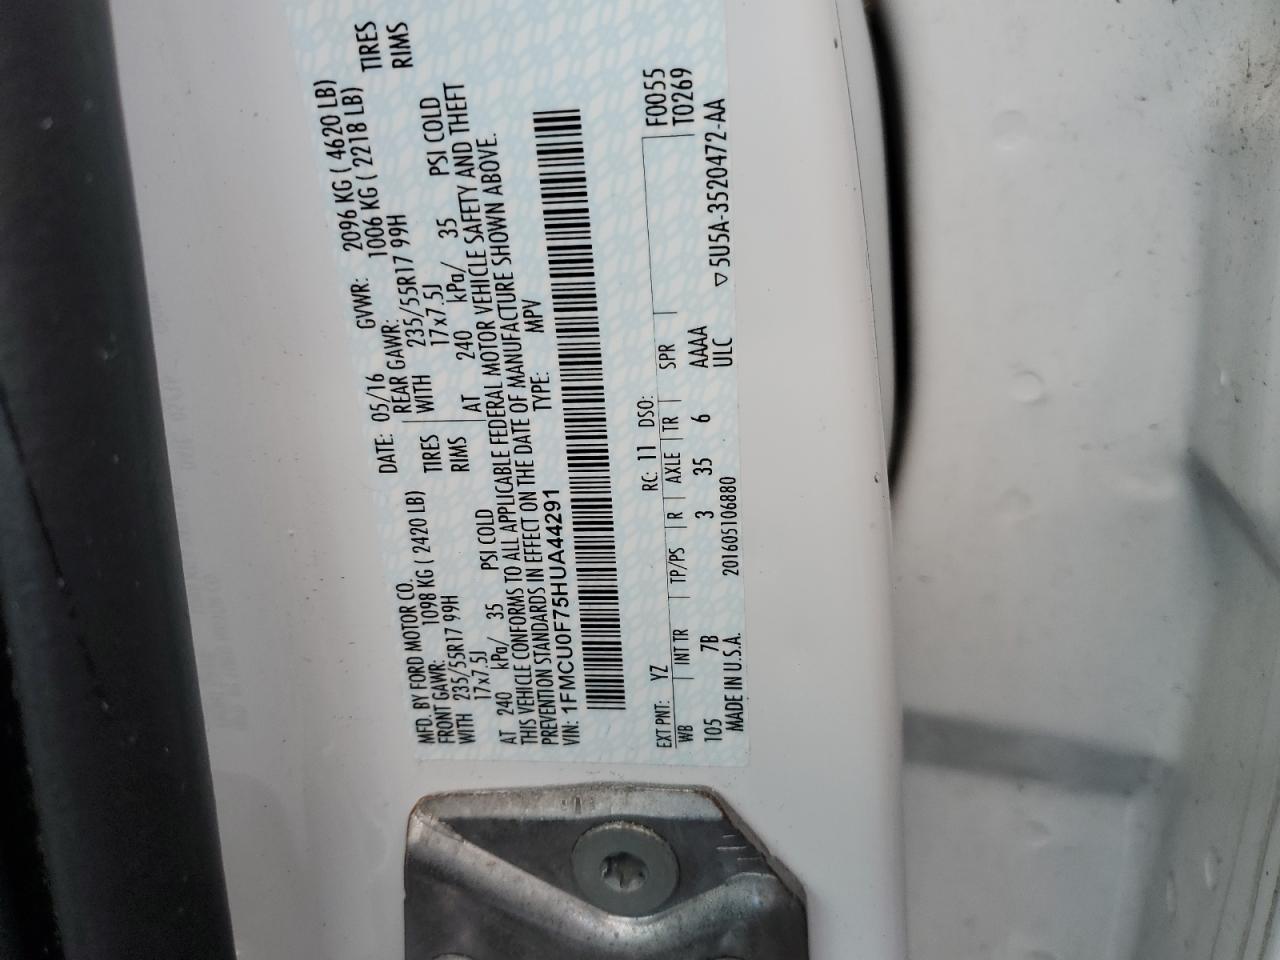 MFD. BY FORD MOTOR CO.
DATE: 05/16 GVWR: 2096 KG ( 4620 LB)
FRONT GAWR: 1098 KG ( 2420 LB) REAR GAWR: 1006 KG ( 2218 LB)
WITH 235/55R17 99H TIRES WITH 235/55R17 99H TIRES
17x7.5J RIMS 17x7.5J RIMS
AT 240 kPa/ 35 PSI COLD AT 240 kPa/ 35 PSI COLD
THIS VEHICLE CONFORMS TO ALL APPLICABLE FEDERAL MOTOR VEHICLE SAFETY AND THEFT
PREVENTION STANDARDS IN EFFECT ON THE DATE OF MANUFACTURE SHOWN ABOVE.
VIN: 1FMCU0F75HUA44291 TYPE: MPV
EXT PNT: YZ RC: 11 DSO: F0055
WB INT TR TP/PS R AXLE TR SPR T0269
105 7B 3 35 6 AAAA
MADE IN U.S.A. 201605106880 ULC ▽5U5A-3520472-AA